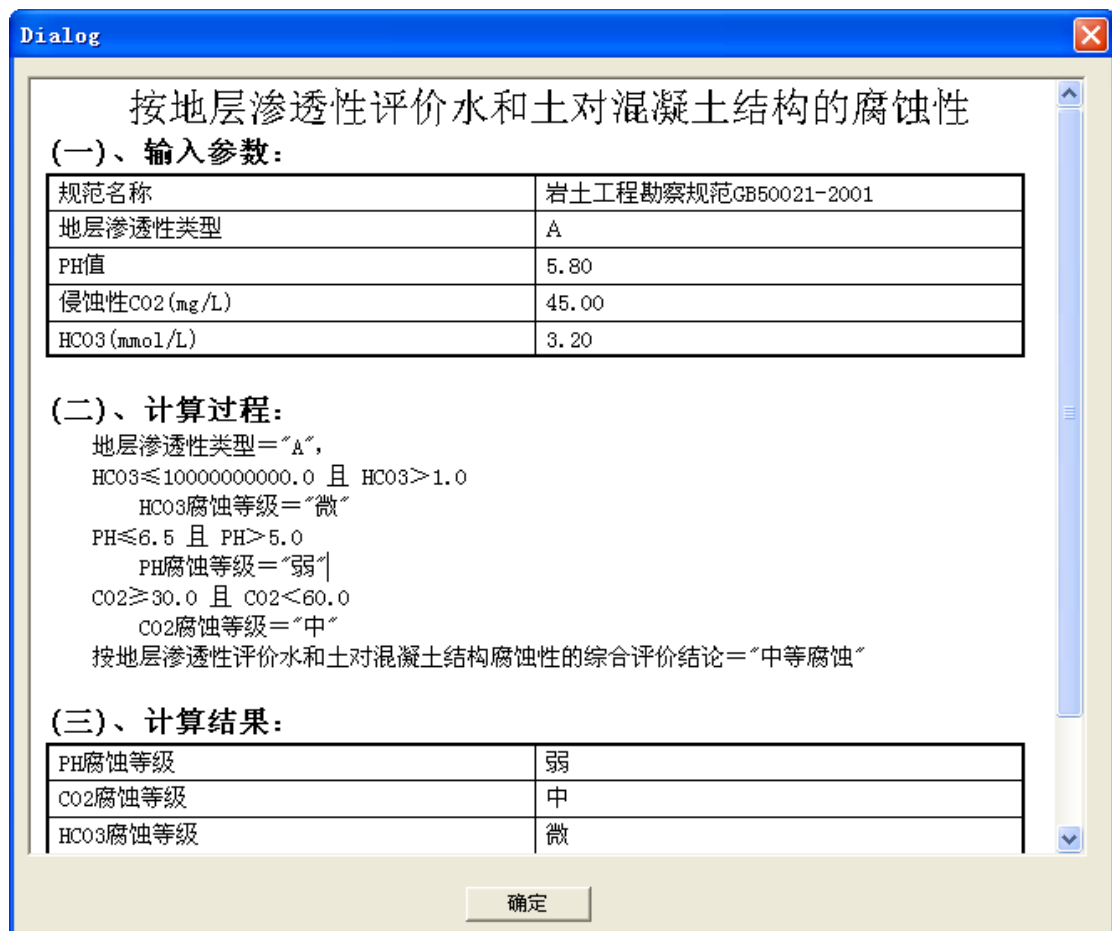 Dialog
按地层渗透性评价水和土对混凝土结构的腐蚀性
(一)、输入参数:
规范名称 岩土工程勘察规范GB50021-2001
地层渗透性类型 A
PH值 5.80
侵蚀性CO2(mg/L) 45.00
HCO3(mmol/L) 3.20
(二)、计算过程:
地层渗透性类型=″A″,
HCO3≤10000000000.0 且 HCO3>1.0
HCO3腐蚀等级=″微″
PH≤6.5 且 PH>5.0
PH腐蚀等级=″弱″
CO2≥30.0 且 CO2<60.0
CO2腐蚀等级=″中″
按地层渗透性评价水和土对混凝土结构腐蚀性的综合评价结论=″中等腐蚀″
(三)、计算结果:
PH腐蚀等级 弱
CO2腐蚀等级 中
HCO3腐蚀等级 微
确定